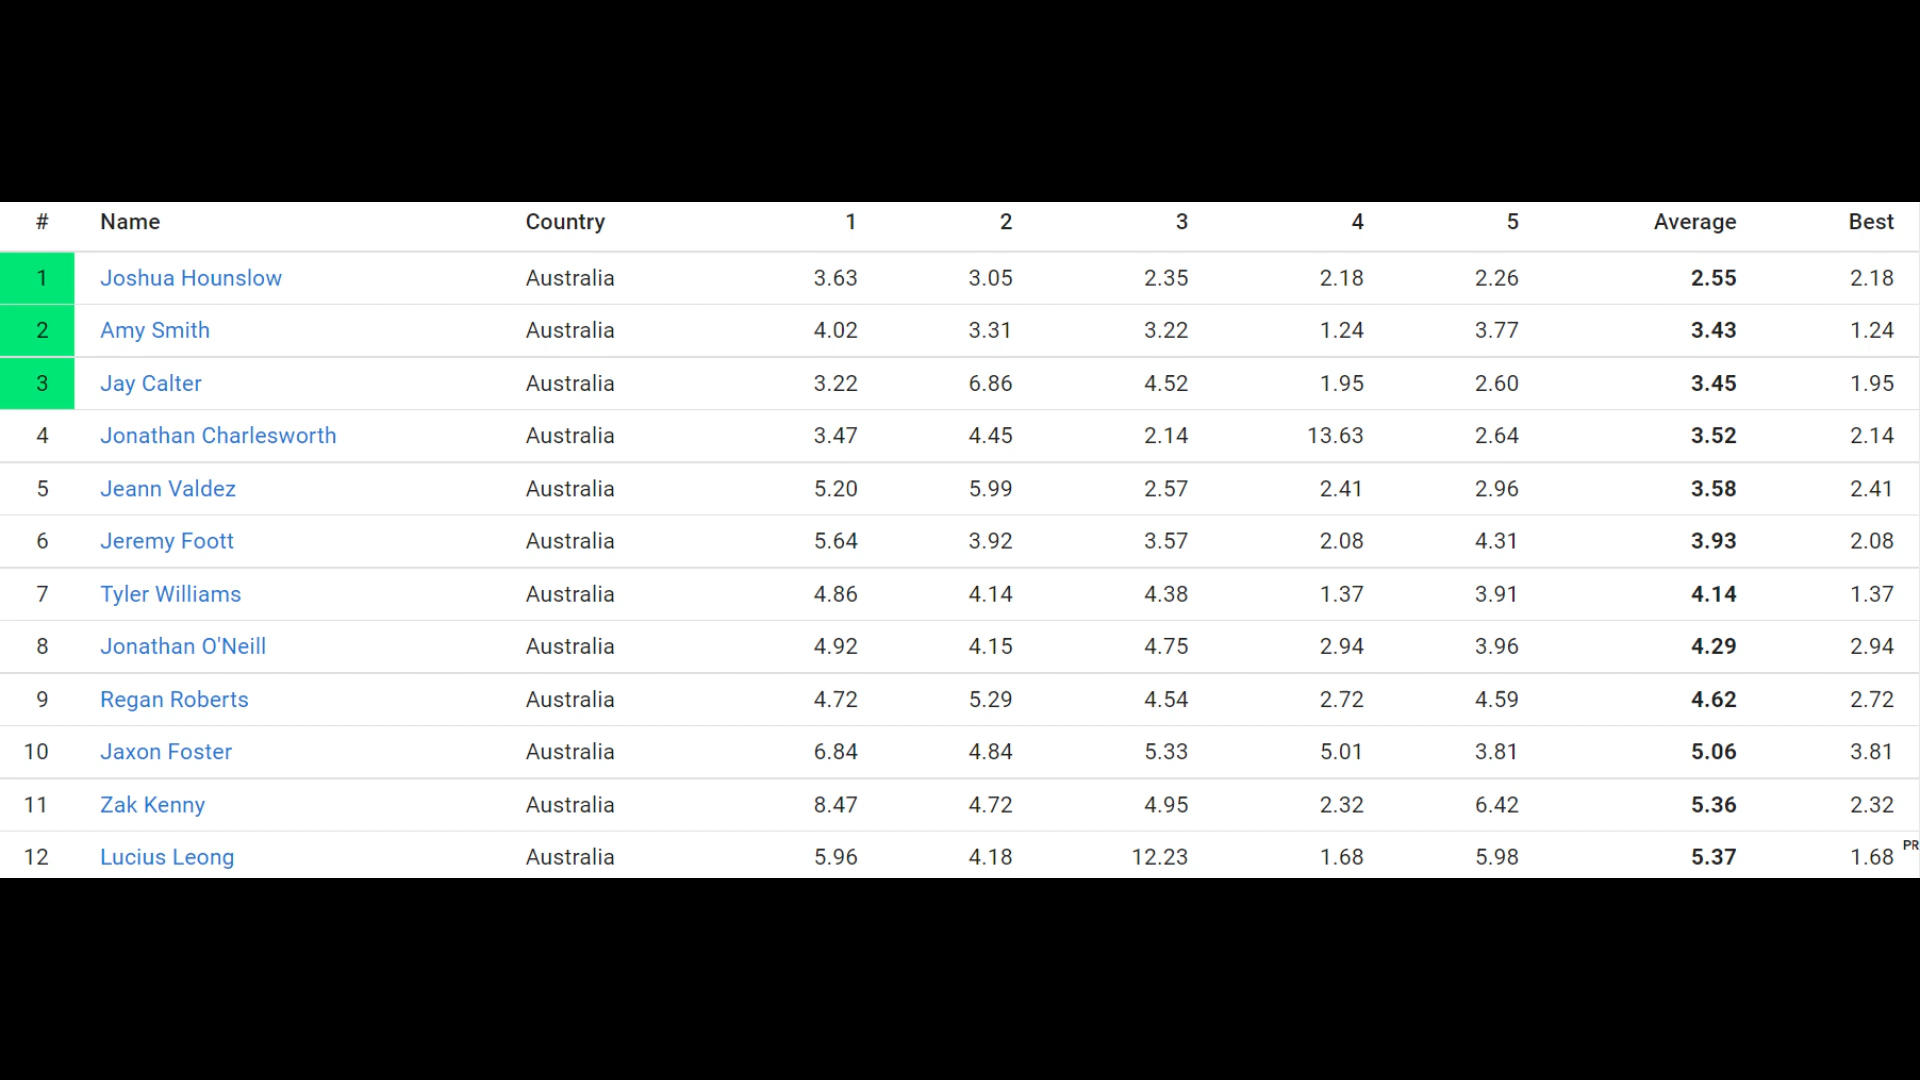 # Name Country 1 2 3 4 5 Average Best
1 Joshua Hounslow Australia 3.63 3.05 2.35 2.18 2.26 2.55 2.18
2 Amy Smith Australia 4.02 3.31 3.22 1.24 3.77 3.43 1.24
3 Jay Calter Australia 3.22 6.86 4.52 1.95 2.60 3.45 1.95
4 Jonathan Charlesworth Australia 3.47 4.45 2.14 13.63 2.64 3.52 2.14
5 Jeann Valdez Australia 5.20 5.99 2.57 2.41 2.96 3.58 2.41
6 Jeremy Foott Australia 5.64 3.92 3.57 2.08 4.31 3.93 2.08
7 Tyler Williams Australia 4.86 4.14 4.38 1.37 3.91 4.14 1.37
8 Jonathan O'Neill Australia 4.92 4.15 4.75 2.94 3.96 4.29 2.94
9 Regan Roberts Australia 4.72 5.29 4.54 2.72 4.59 4.62 2.72
10 Jaxon Foster Australia 6.84 4.84 5.33 5.01 3.81 5.06 3.81
11 Zak Kenny Australia 8.47 4.72 4.95 2.32 6.42 5.36 2.32
12 Lucius Leong Australia 5.96 4.18 12.23 1.68 5.98 5.37 1.68 PR